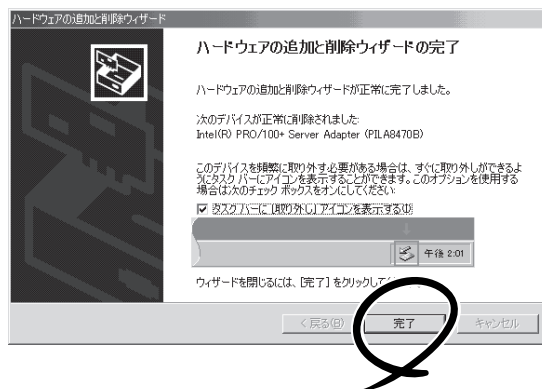 ハードウェアの追加と削除ウィザード
ハードウェアの追加と削除ウィザードの完了
ハードウェアの追加と削除ウィザードが正常に完了しました。
次のデバイスが正常に削除されました:
Intel(R) PRO/100+ Server Adapter (PILA8470B)
このデバイスを頻繁に取り外す必要がある場合は、すぐに取り外しができるよ
うにタスク バーにアイコンを表示することができます。このオプションを使用する
場合は次のチェック ボックスをオンにしてください:
タスク バーに [取り外し] アイコンを表示する(U)
午後 2:01
ウィザードを閉じるには、[完了] をクリックして
< 戻る(B)
完了
キャンセル